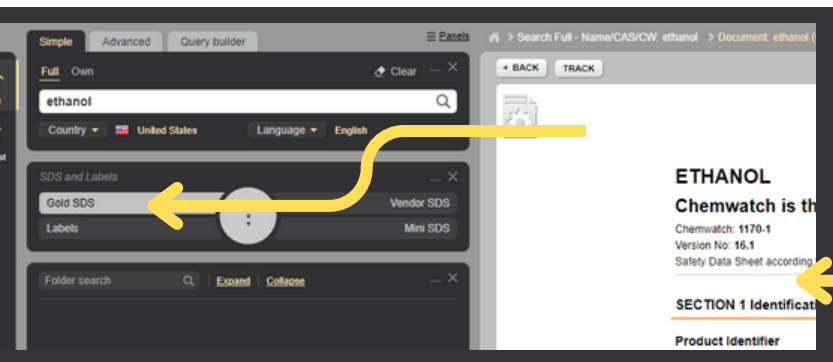 Simple Advanced Query builder
Panels
Full Own
Clear
ethanol
Country United States Language English
SDS and Labels
Gold SDS
Vendor SDS
Labels
Mini SDS
Folder search
Expand
Collapse
> Search Full - Name/CAS/CW: ethanol > Document: ethanol (
BACK
TRACK
ETHANOL
Chemwatch is th
Chemwatch: 1170-1
Version No: 16.1
Safety Data Sheet according
SECTION 1 Identificat
Product Identifier